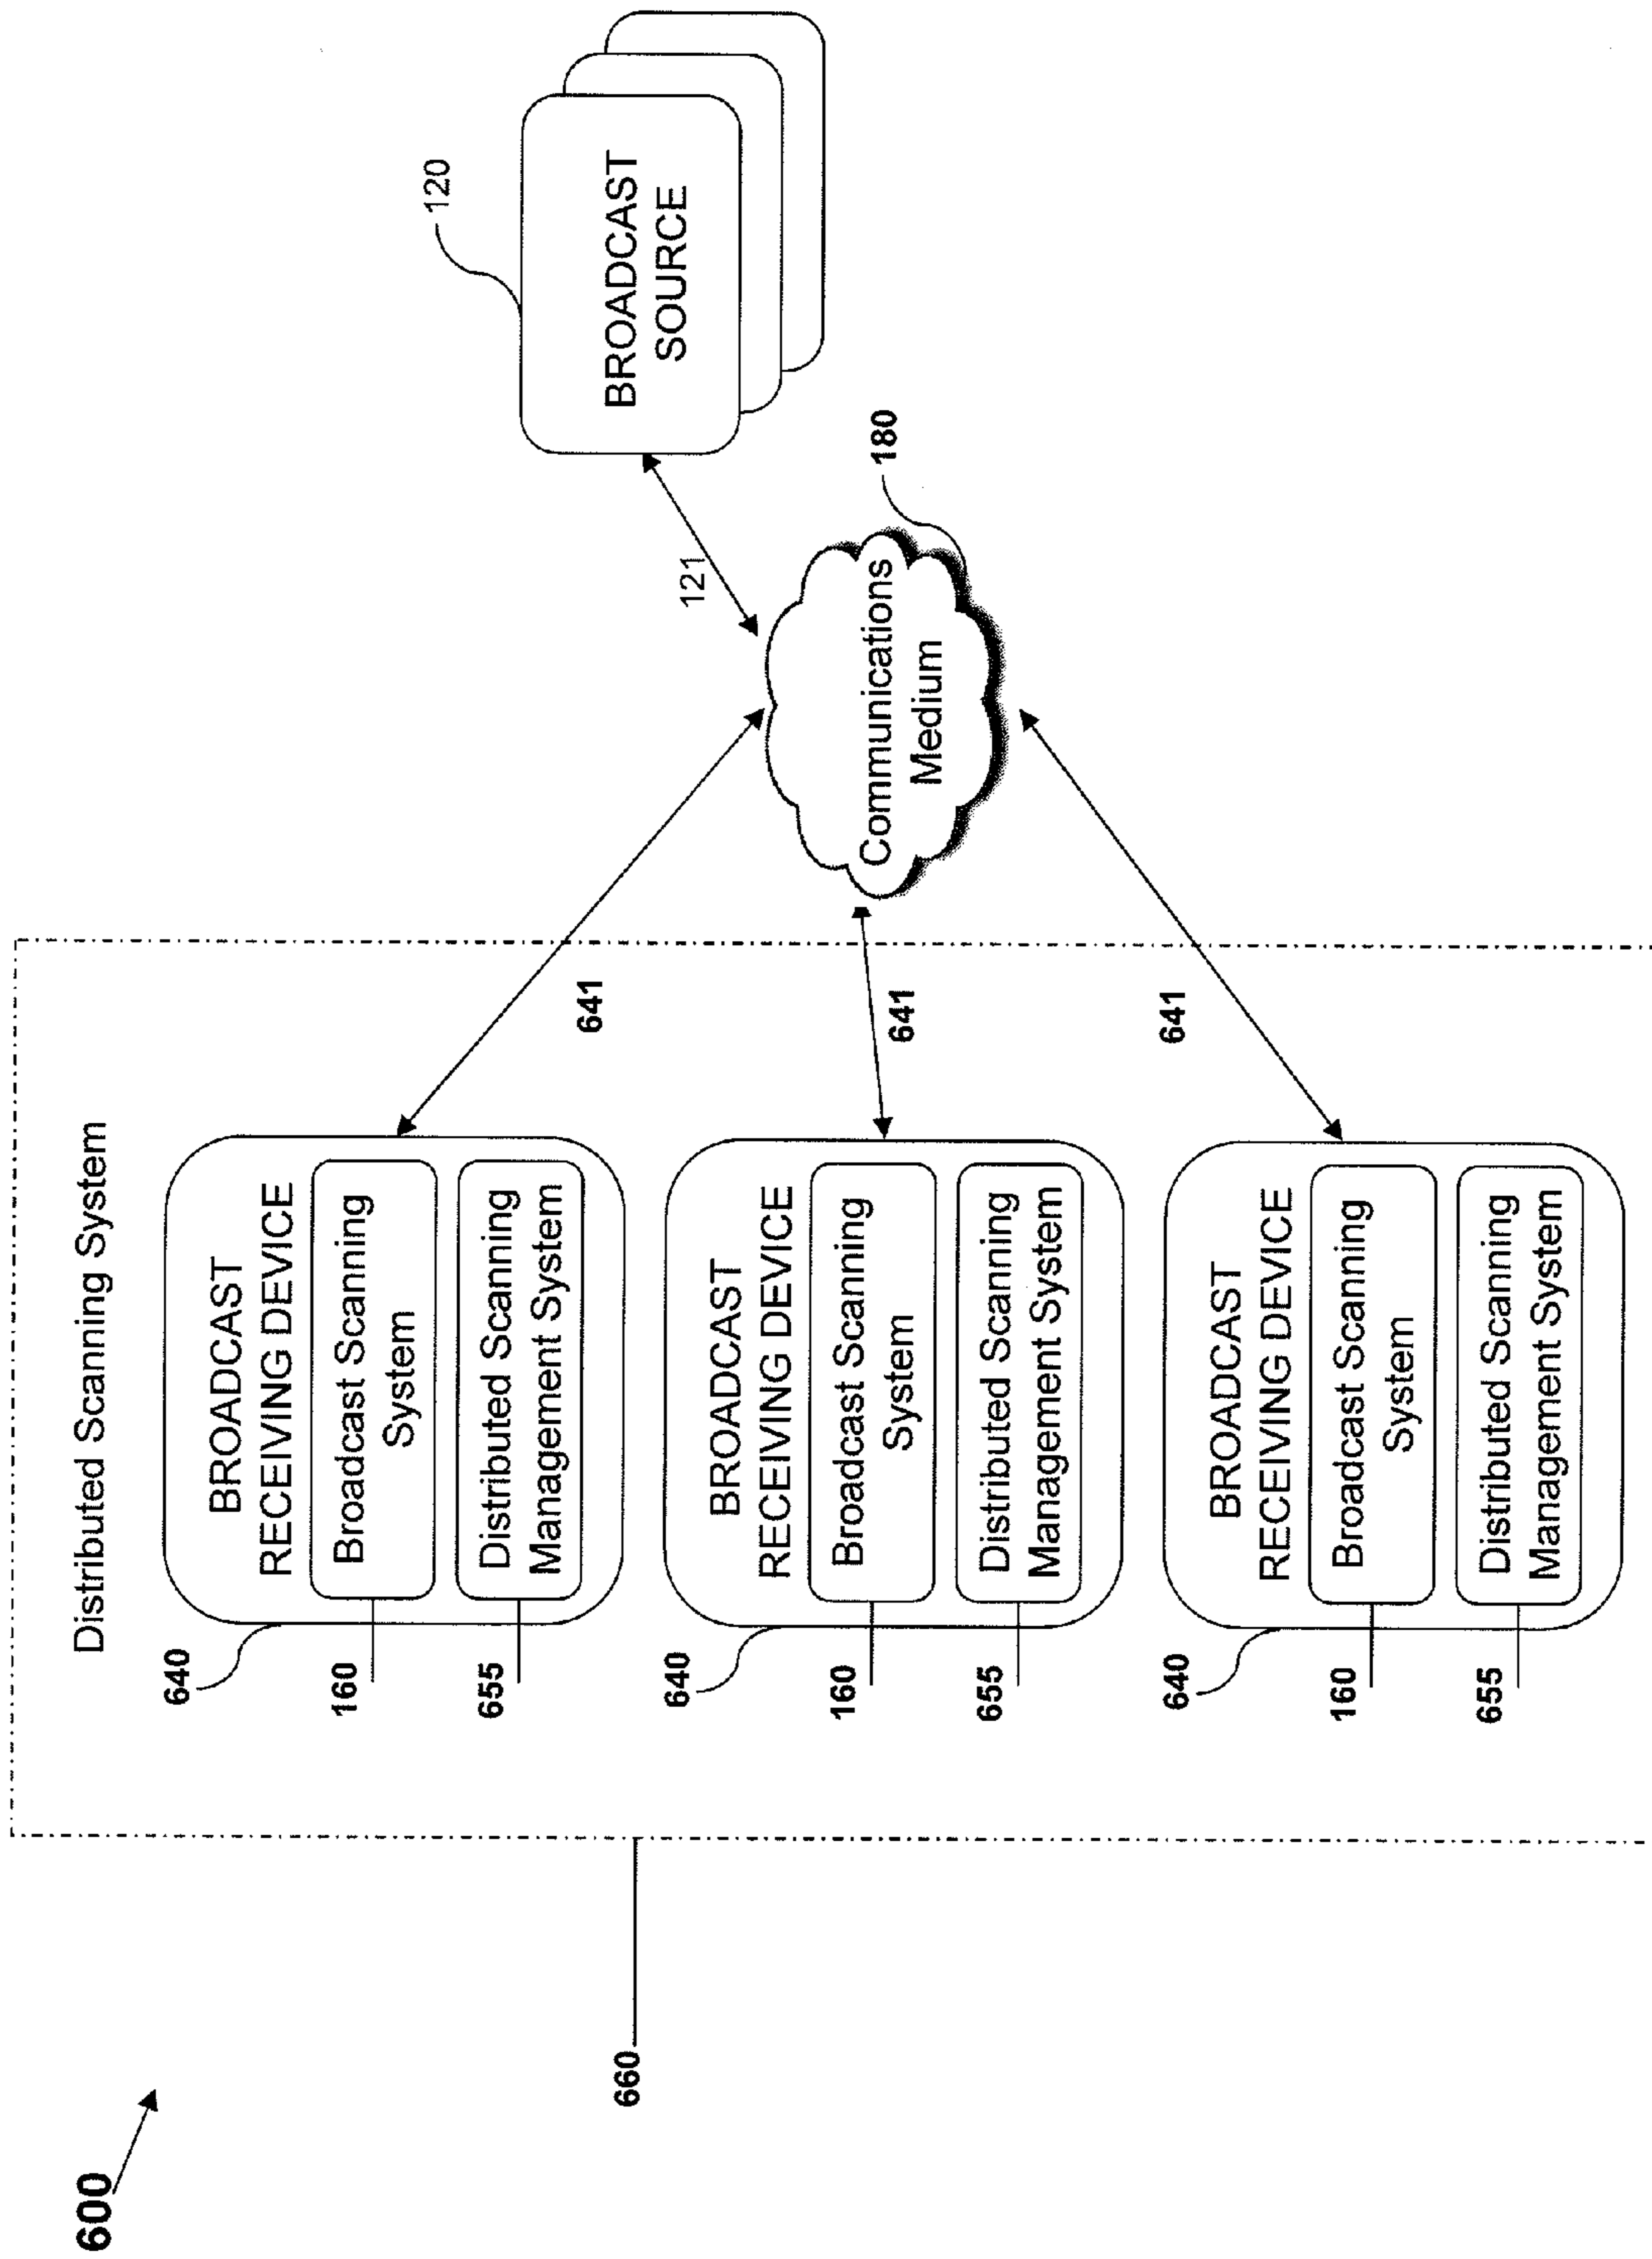 600
660
Distributed Scanning System
640
BROADCAST
RECEIVING DEVICE
160
Broadcast Scanning
System
655
Distributed Scanning
Management System
641
640
BROADCAST
RECEIVING DEVICE
160
Broadcast Scanning
System
655
Distributed Scanning
Management System
641
640
BROADCAST
RECEIVING DEVICE
160
Broadcast Scanning
System
655
Distributed Scanning
Management System
641
Communications
Medium
180
121
120
BROADCAST
SOURCE